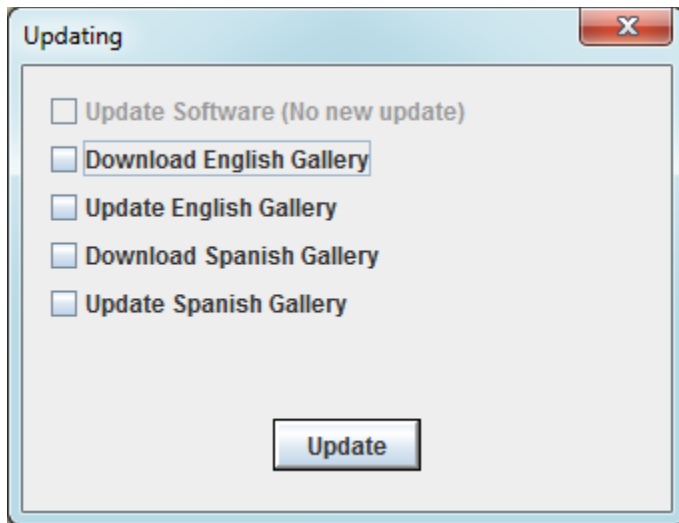 Updating
Update Software (No new update)
Download English Gallery
Update English Gallery
Download Spanish Gallery
Update Spanish Gallery
Update